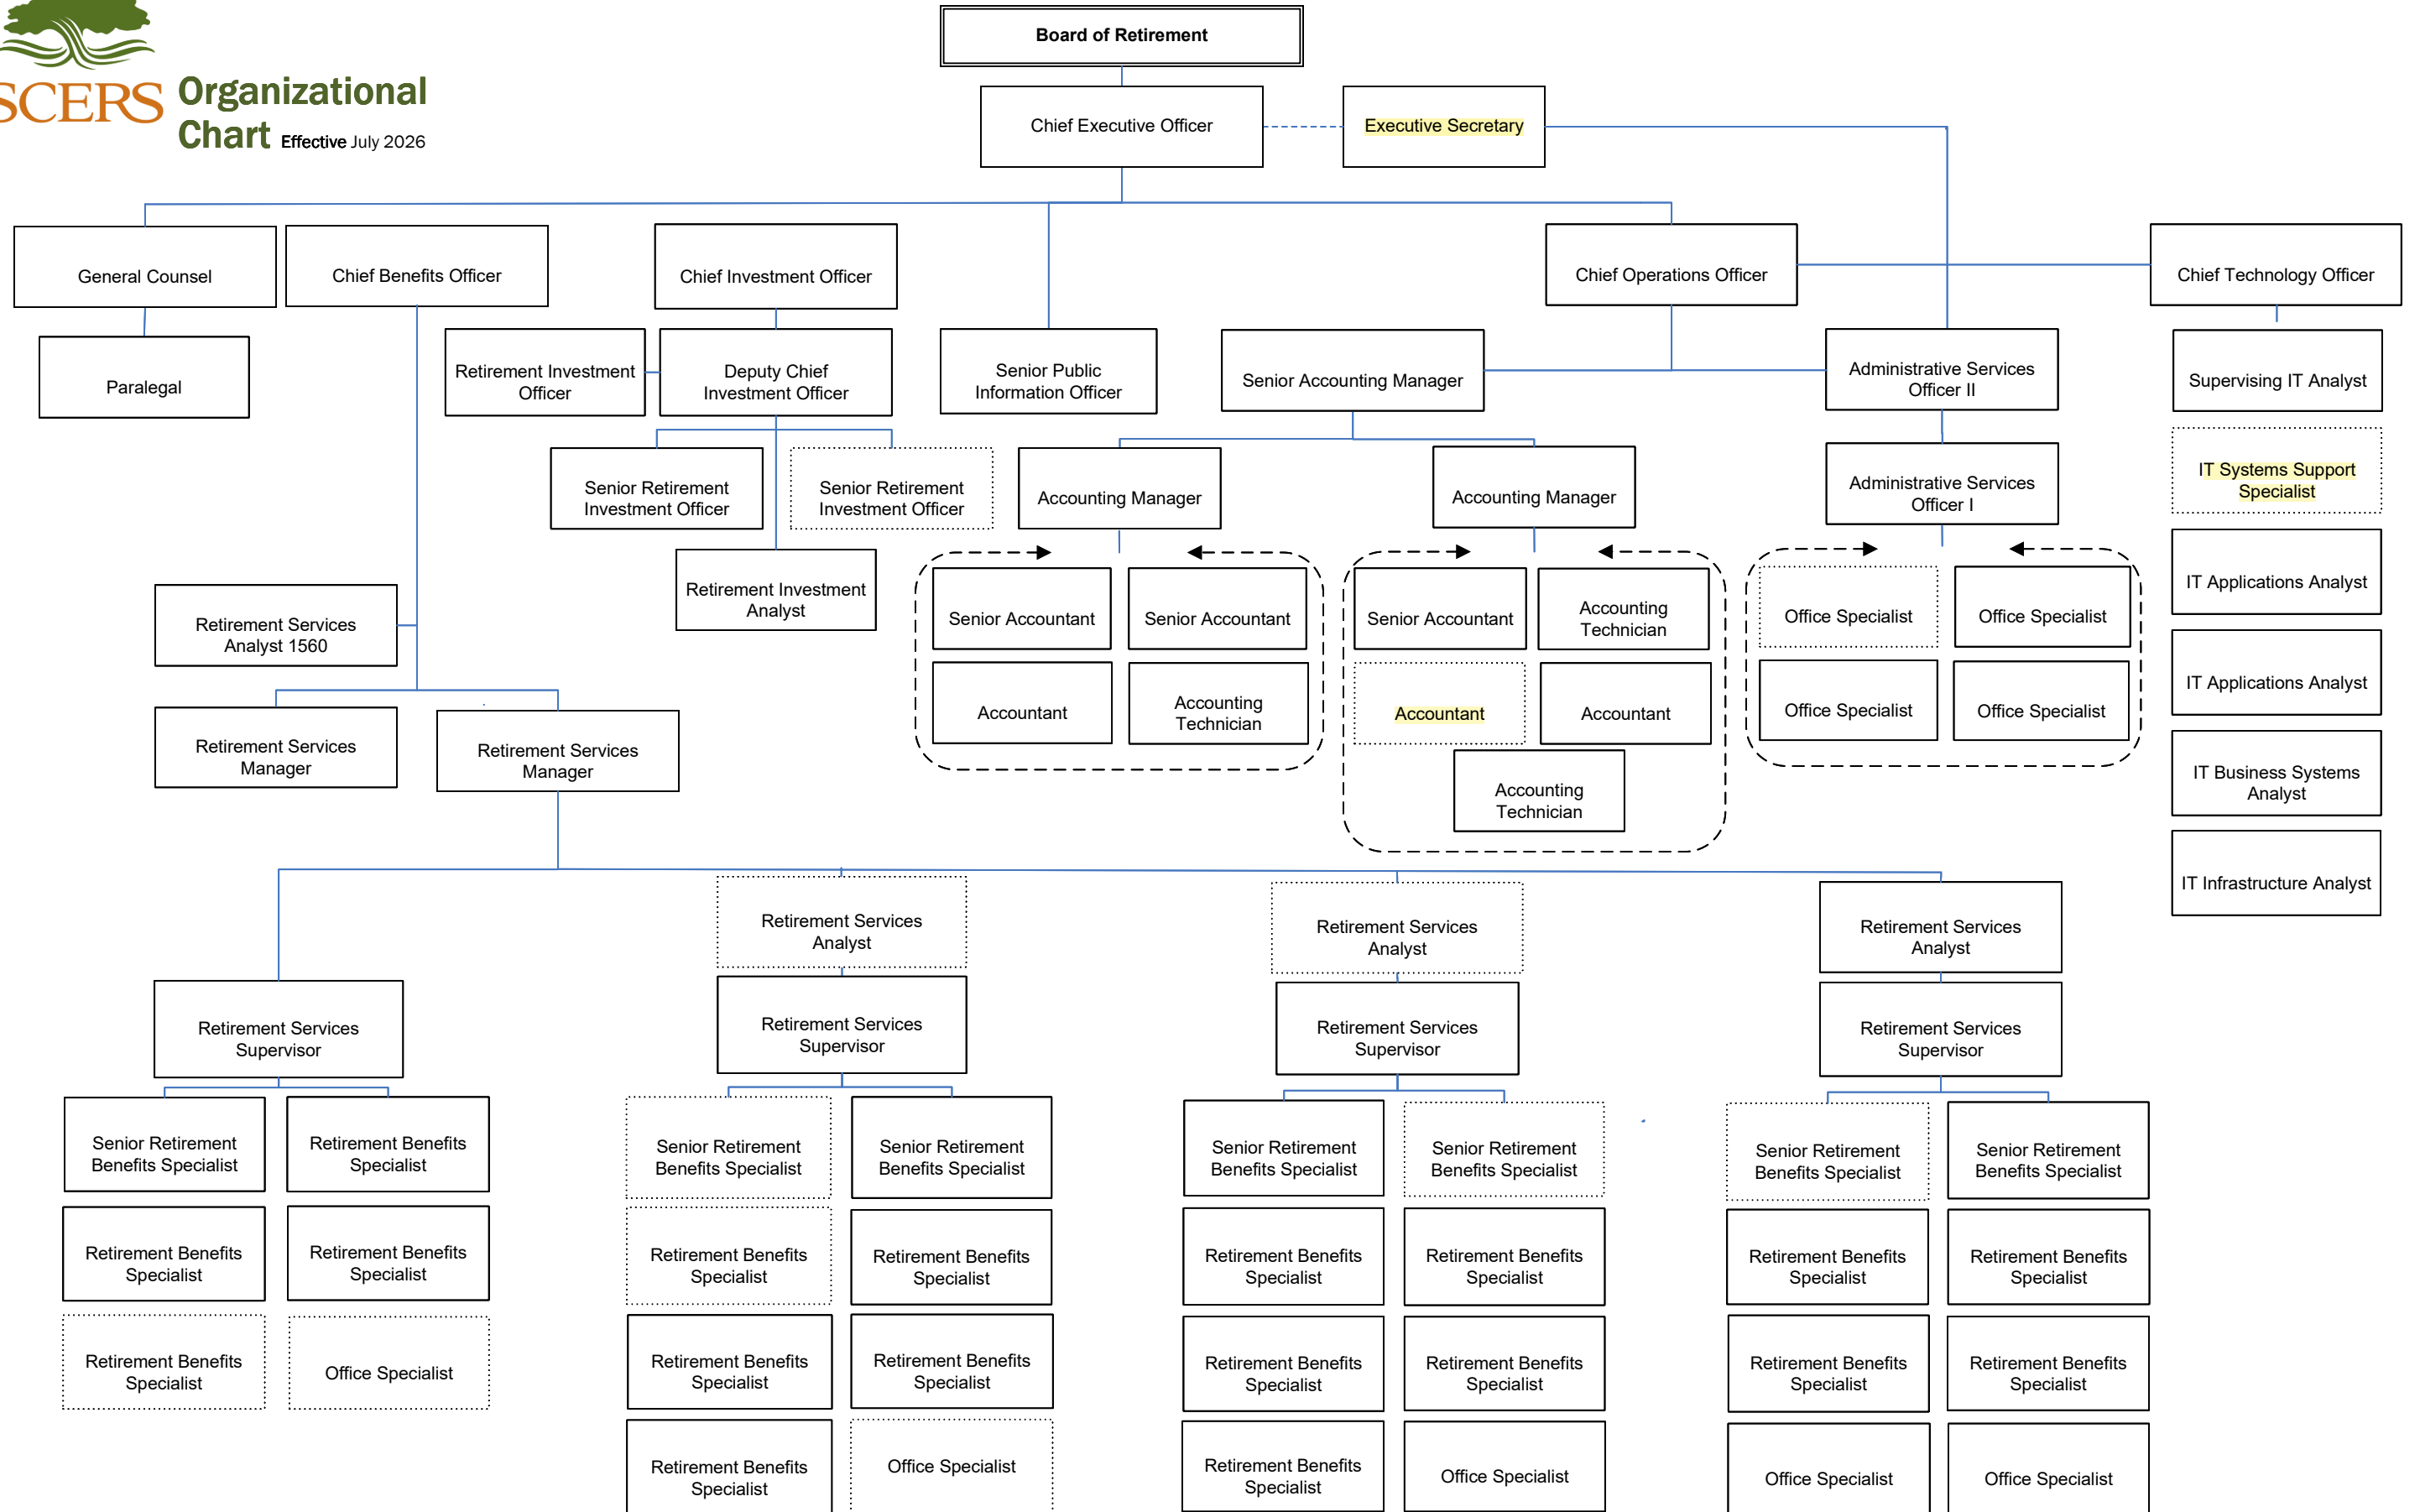 Board of Retirement
SCERS
Organizational
Chart Effective July 2026
Chief Executive Officer
Executive Secretary
General Counsel
Chief Benefits Officer
Chief Investment Officer
Chief Operations Officer
Chief Technology Officer
Paralegal
Retirement Investment
Officer
Deputy Chief
Investment Officer
Senior Public
Information Officer
Senior Accounting Manager
Administrative Services
Officer II
Supervising IT Analyst
Senior Retirement
Investment Officer
Senior Retirement
Investment Officer
Accounting Manager
Accounting Manager
Administrative Services
Officer I
IT Systems Support
Specialist
Retirement Investment
Analyst
IT Applications Analyst
Retirement Services
Analyst 1560
Senior Accountant
Senior Accountant
Senior Accountant
Accounting
Technician
Office Specialist
Office Specialist
IT Applications Analyst
Accountant
Accounting
Technician
Accountant
Accountant
Office Specialist
Office Specialist
Retirement Services
Manager
Retirement Services
Manager
Accounting
Technician
IT Business Systems
Analyst
IT Infrastructure Analyst
Retirement Services
Analyst
Retirement Services
Analyst
Retirement Services
Analyst
Retirement Services
Supervisor
Retirement Services
Supervisor
Retirement Services
Supervisor
Retirement Services
Supervisor
Senior Retirement
Benefits Specialist
Retirement Benefits
Specialist
Senior Retirement
Benefits Specialist
Senior Retirement
Benefits Specialist
Senior Retirement
Benefits Specialist
Senior Retirement
Benefits Specialist
Senior Retirement
Benefits Specialist
Senior Retirement
Benefits Specialist
Retirement Benefits
Specialist
Retirement Benefits
Specialist
Retirement Benefits
Specialist
Retirement Benefits
Specialist
Retirement Benefits
Specialist
Retirement Benefits
Specialist
Retirement Benefits
Specialist
Retirement Benefits
Specialist
Retirement Benefits
Specialist
Office Specialist
Retirement Benefits
Specialist
Retirement Benefits
Specialist
Retirement Benefits
Specialist
Retirement Benefits
Specialist
Retirement Benefits
Specialist
Retirement Benefits
Specialist
Retirement Benefits
Specialist
Office Specialist
Retirement Benefits
Specialist
Office Specialist
Office Specialist
Office Specialist